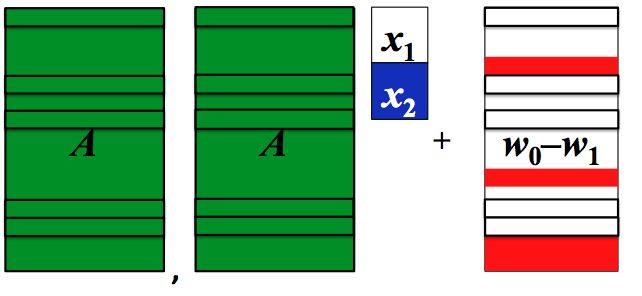 A , A x₁ x₂ + w₀–w₁